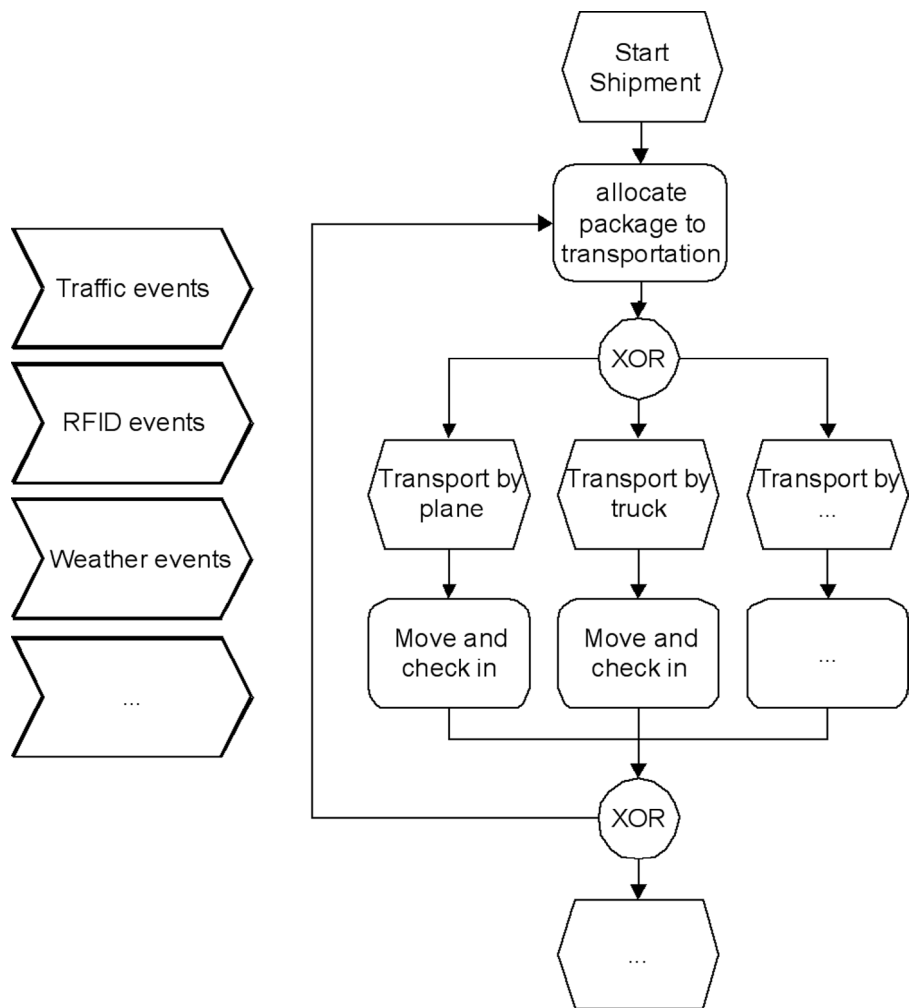 Start
Shipment
allocate
package to
transportation
Traffic events
RFID events
Weather events
...
XOR
Transport by
plane
Transport by
truck
Transport by
...
Move and
check in
Move and
check in
...
XOR
...